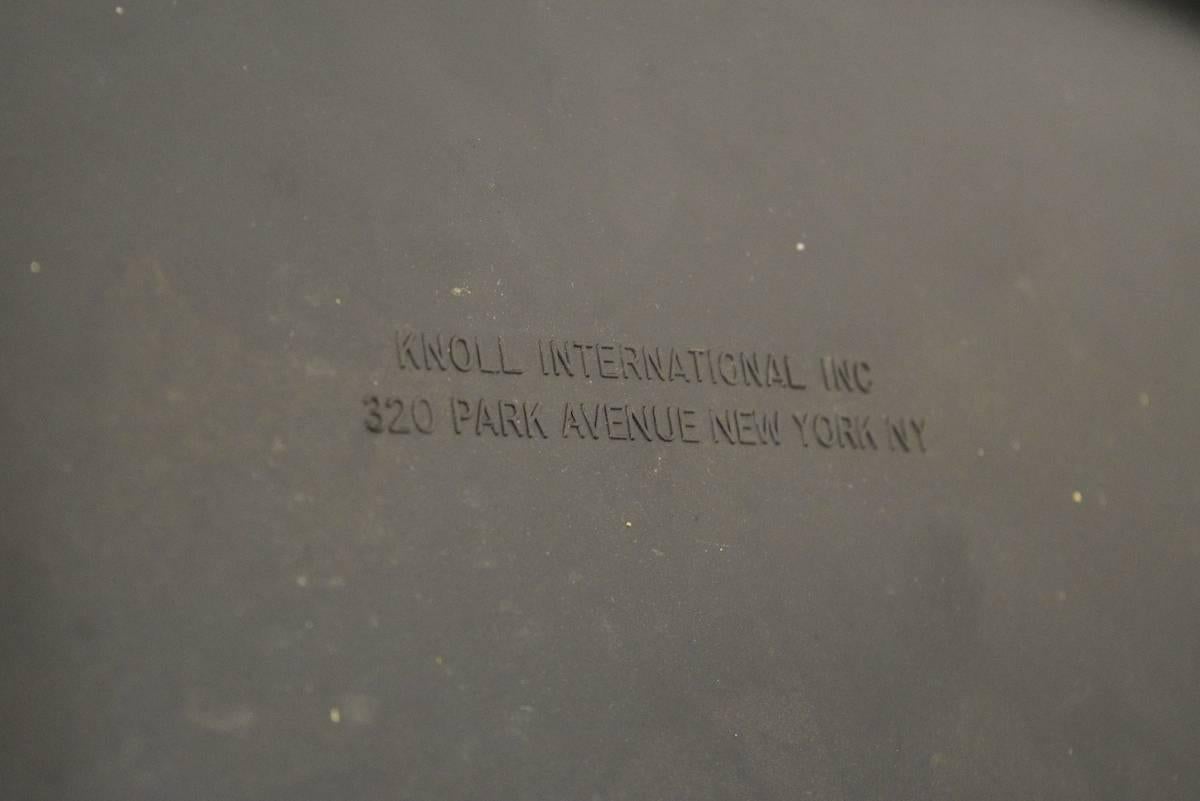 KNOLL INTERNATIONAL INC
320 PARK AVENUE NEW YORK NY